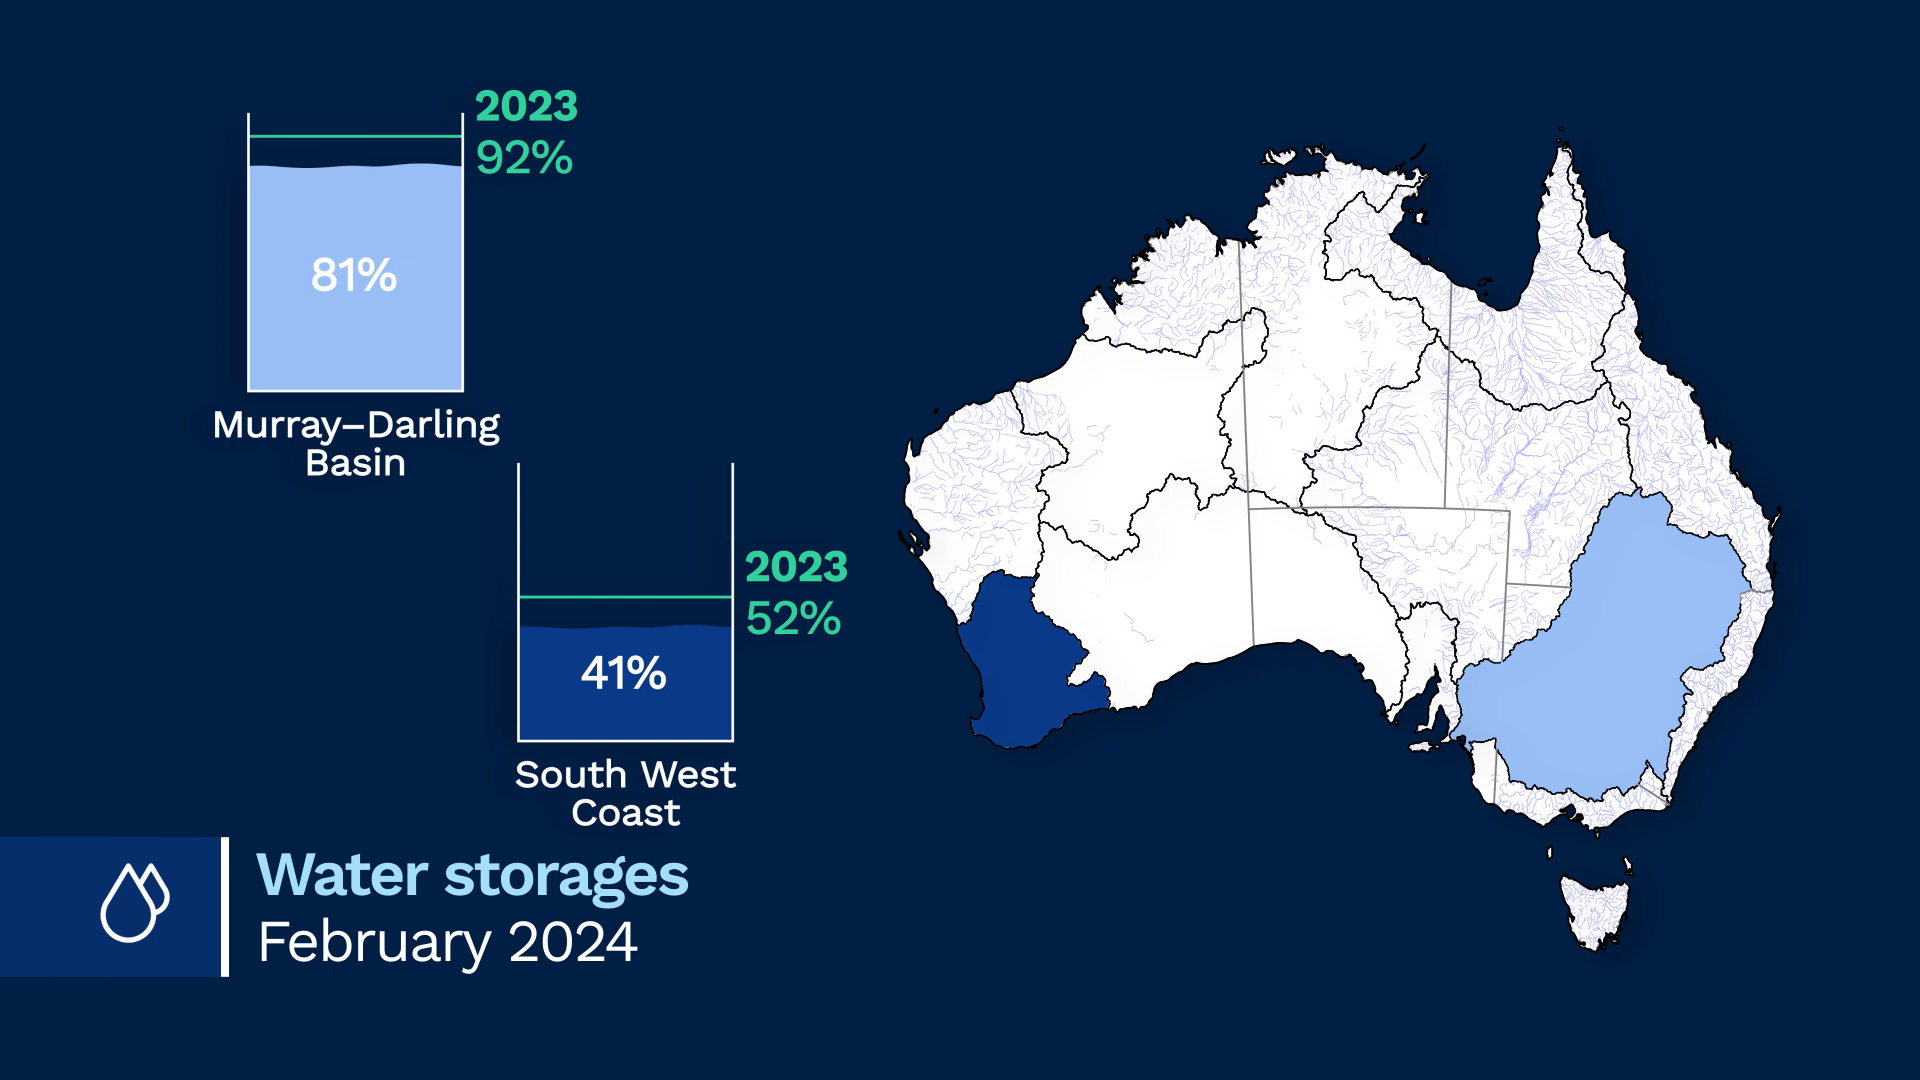 2023
92%
81%
Murray–Darling
Basin
2023
52%
41%
South West
Coast
Water storages
February 2024